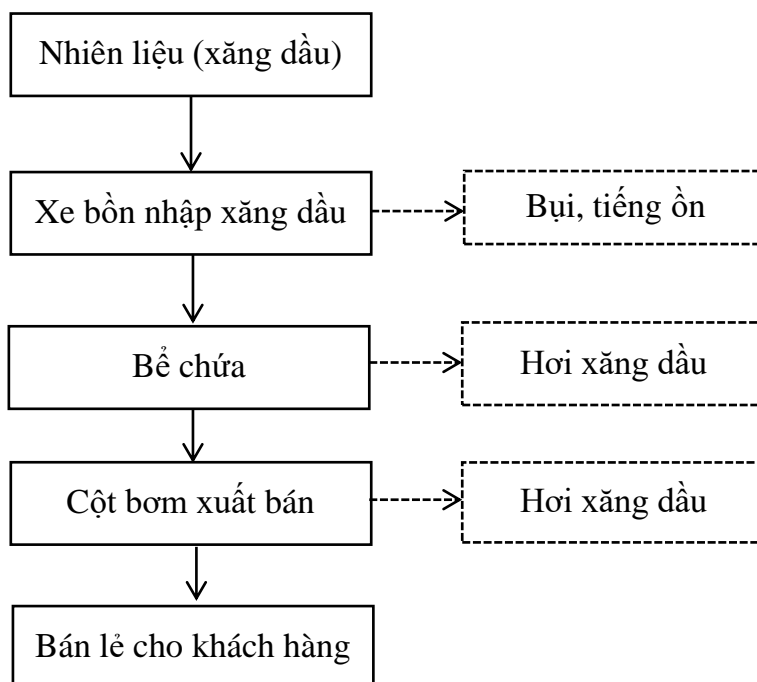 Nhiên liệu (xăng dầu)
Xe bồn nhập xăng dầu
Bụi, tiếng ồn
Bể chứa
Hơi xăng dầu
Cột bơm xuất bán
Hơi xăng dầu
Bán lẻ cho khách hàng